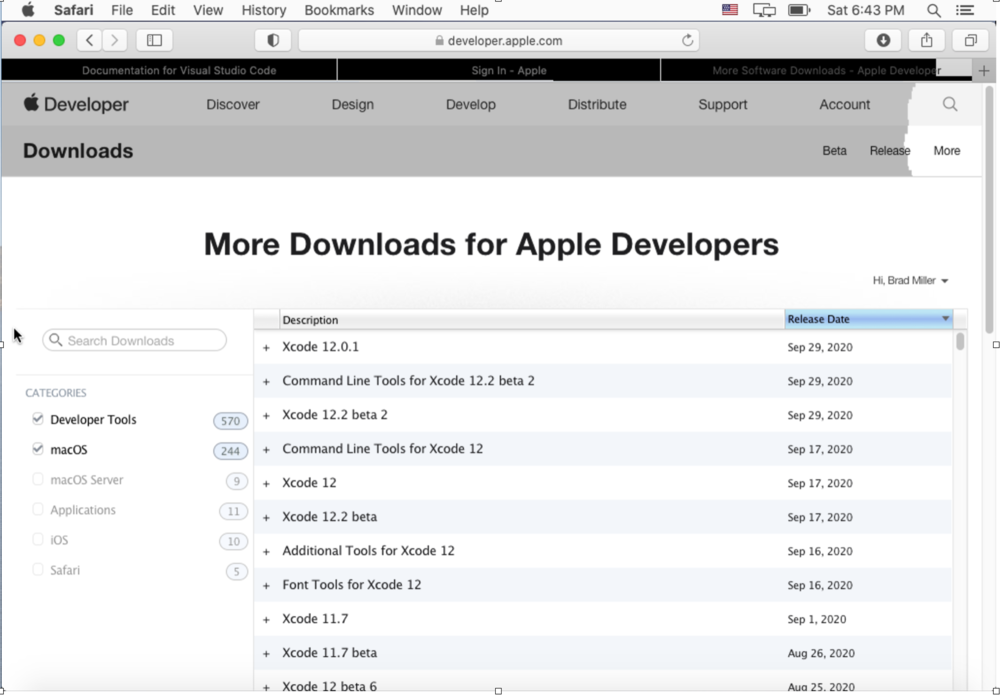 Safari File Edit View History Bookmarks Window Help Sat 6:43 PM
developer.apple.com
Documentation for Visual Studio Code Sign In - Apple More Software Downloads - Apple Developer
Developer Discover Design Develop Distribute Support Account
Downloads Beta Release More
More Downloads for Apple Developers
Hi, Brad Miller
Description Release Date
Search Downloads
CATEGORIES
Developer Tools 570
macOS 244
macOS Server 9
Applications 11
iOS 10
Safari 5
+ Xcode 12.0.1 Sep 29, 2020
+ Command Line Tools for Xcode 12.2 beta 2 Sep 29, 2020
+ Xcode 12.2 beta 2 Sep 29, 2020
+ Command Line Tools for Xcode 12 Sep 17, 2020
+ Xcode 12 Sep 17, 2020
+ Xcode 12.2 beta Sep 17, 2020
+ Additional Tools for Xcode 12 Sep 16, 2020
+ Font Tools for Xcode 12 Sep 16, 2020
+ Xcode 11.7 Sep 1, 2020
+ Xcode 11.7 beta Aug 26, 2020
+ Xcode 12 beta 6 Aug 25, 2020